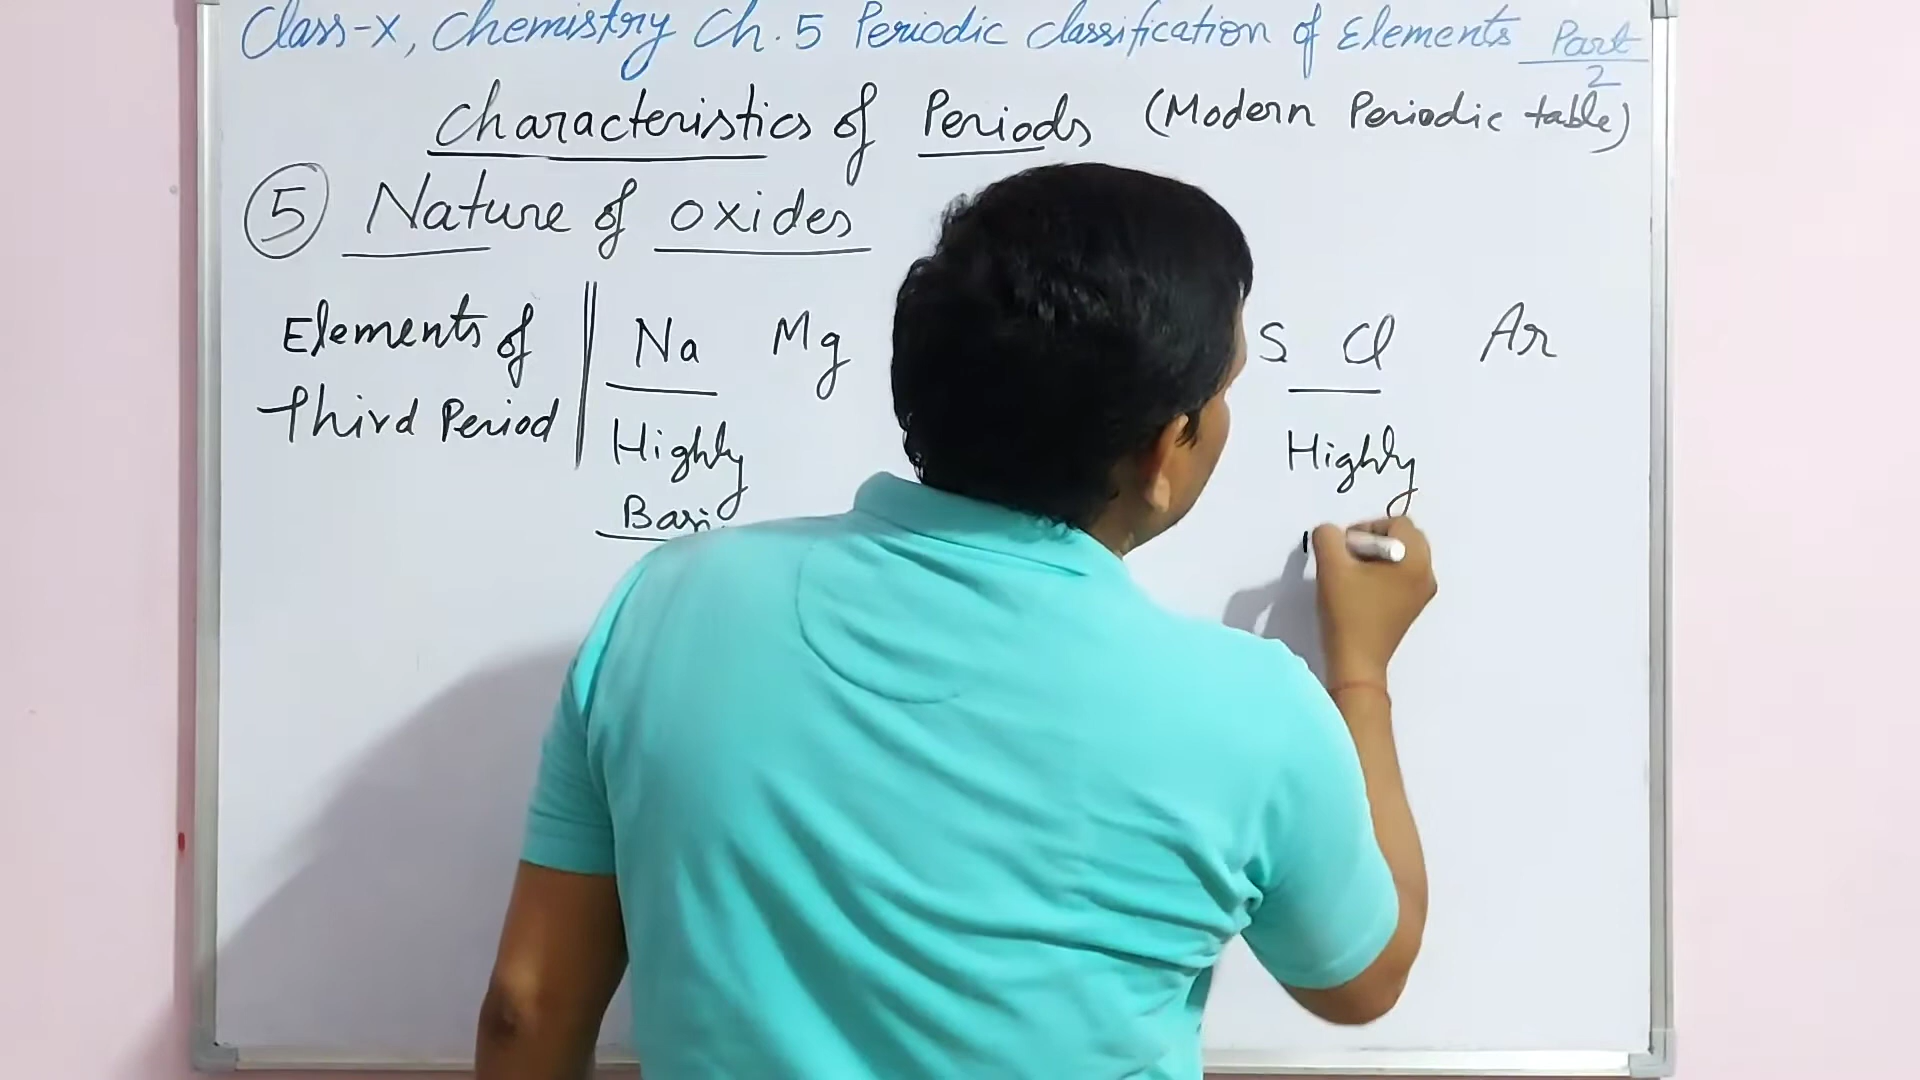 Class-X, Chemistry Ch. 5 Periodic classification of Elements Part 2
Characteristics of Periods (Modern Periodic table)
5 Nature of oxides
Elements of Third Period
Na Mg S Cl Ar
Highly
Highly